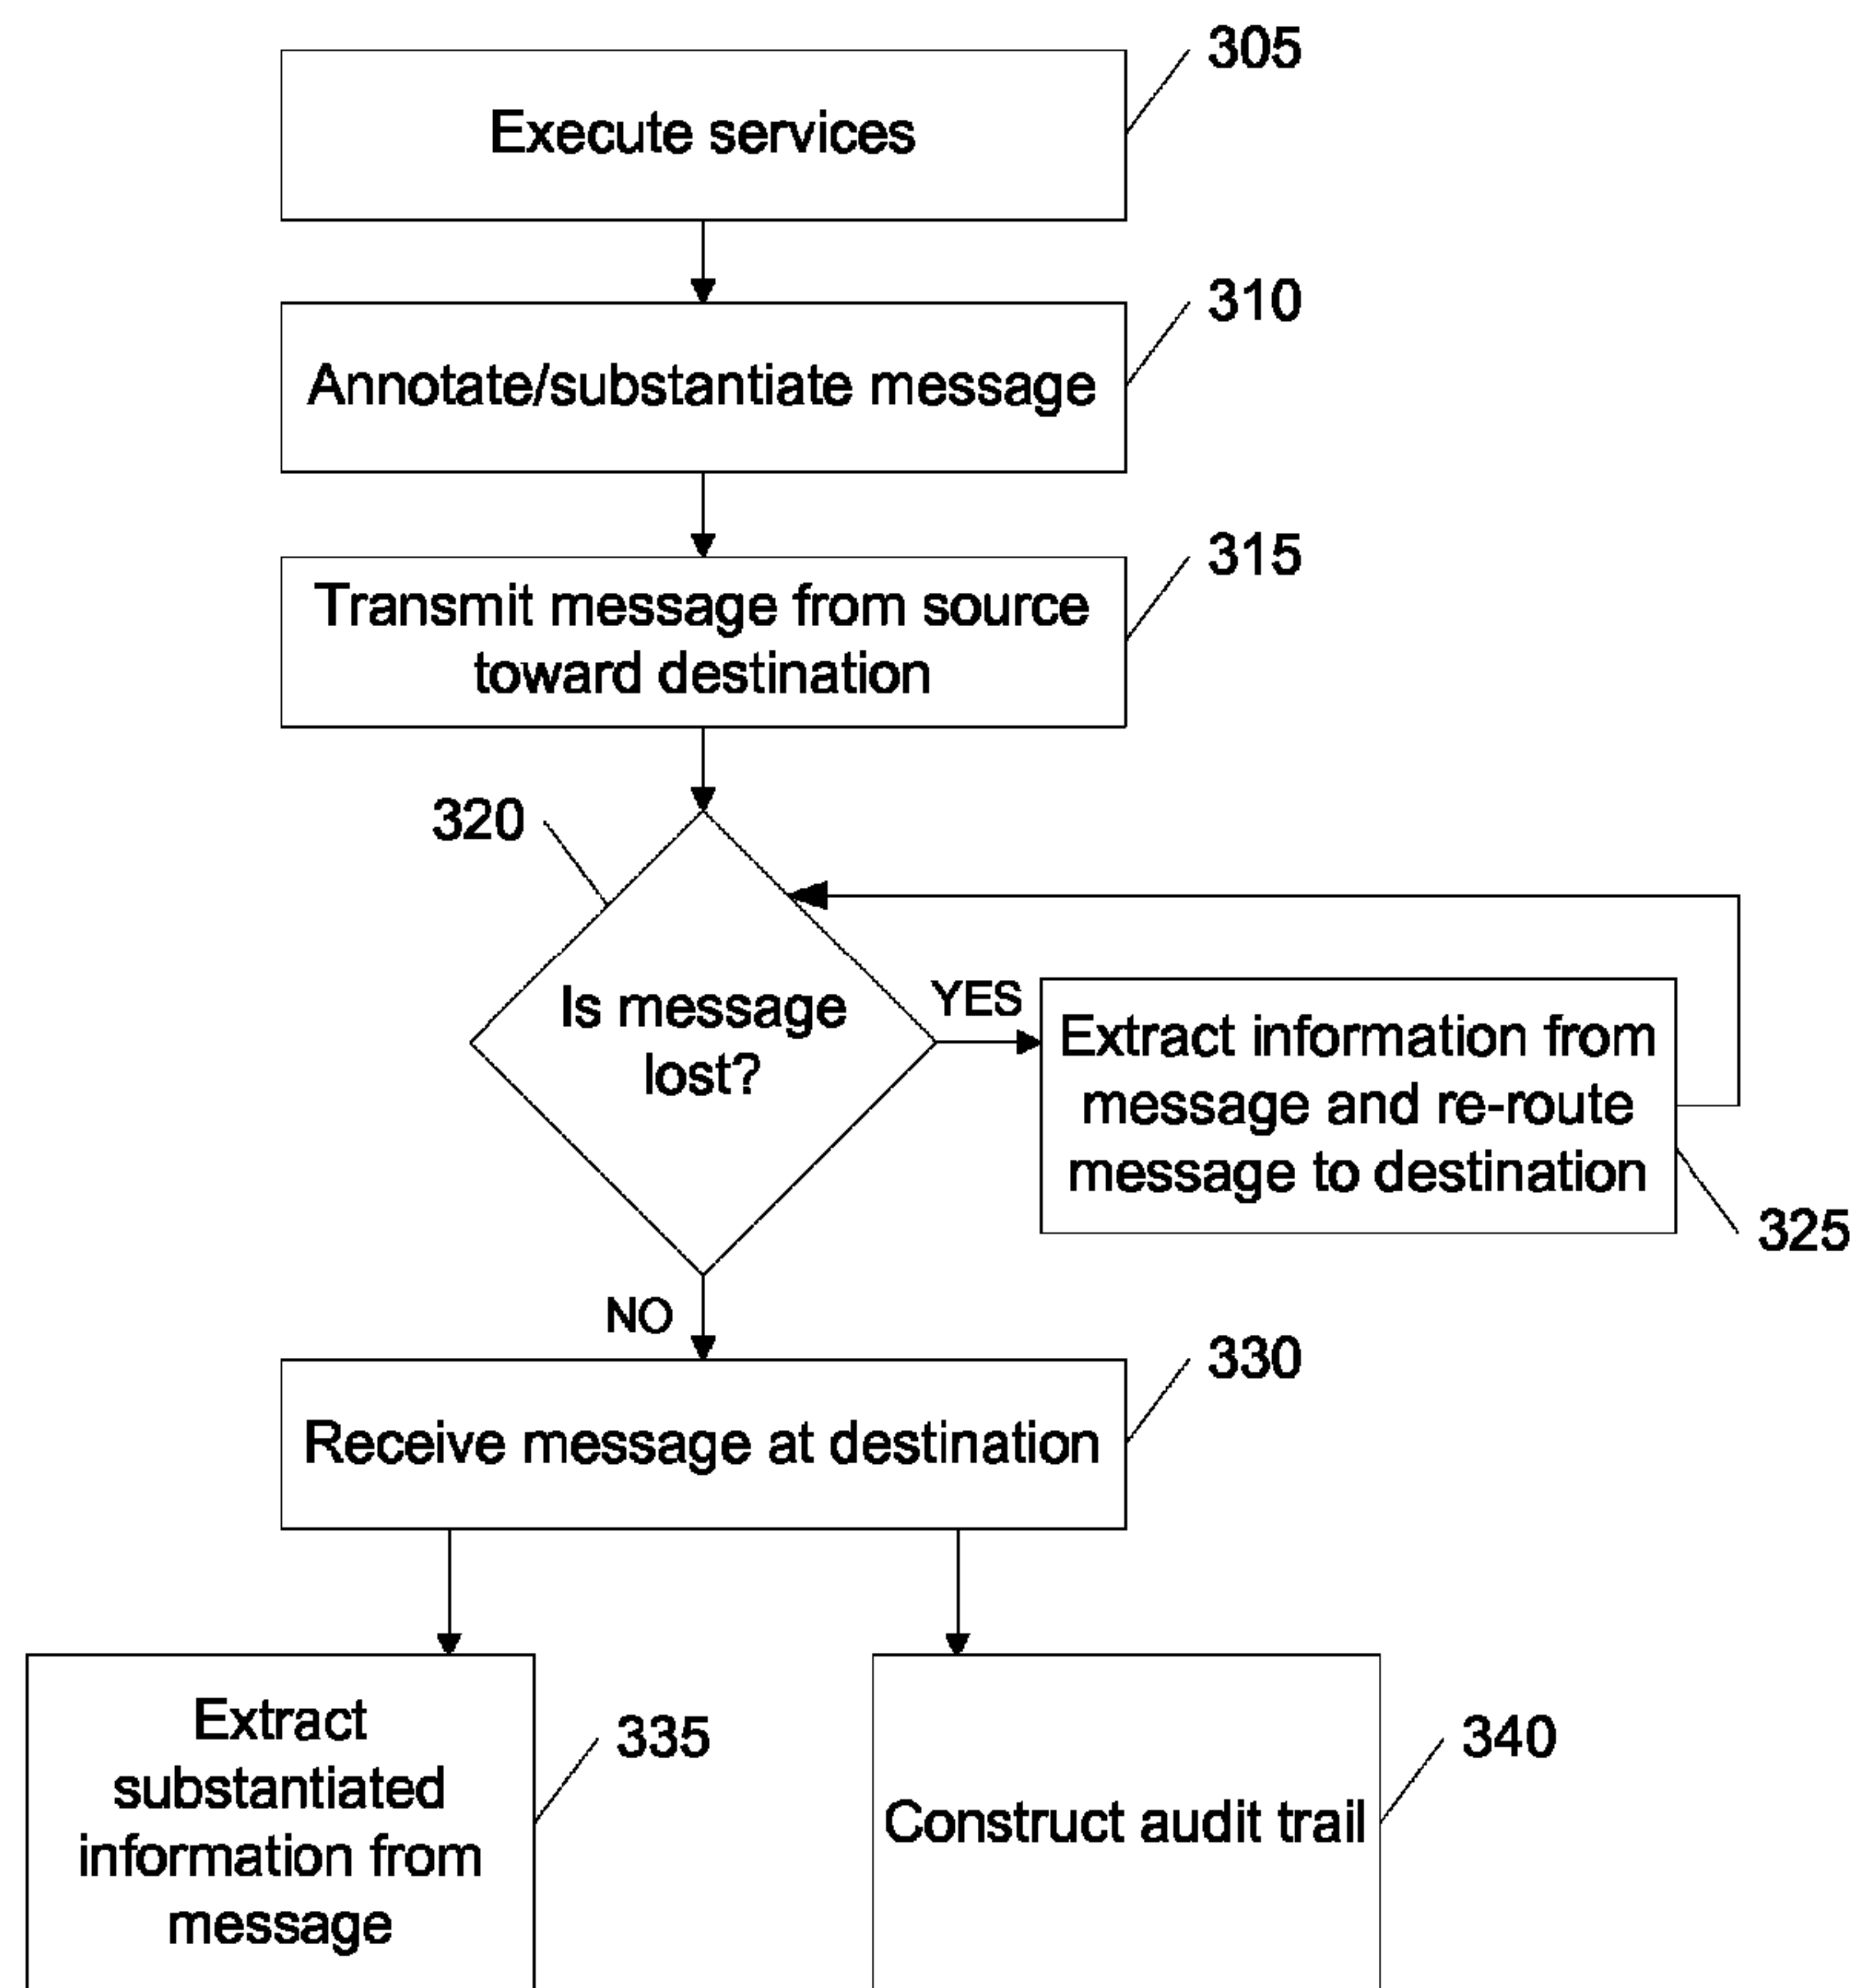 305
Execute services
310
Annotate/substantiate message
315
Transmit message from source
toward destination
320
Is message
lost?
YES
Extract information from
message and re-route
message to destination
325
NO
330
Receive message at destination
335
Extract
substantiated
information from
message
340
Construct audit trail